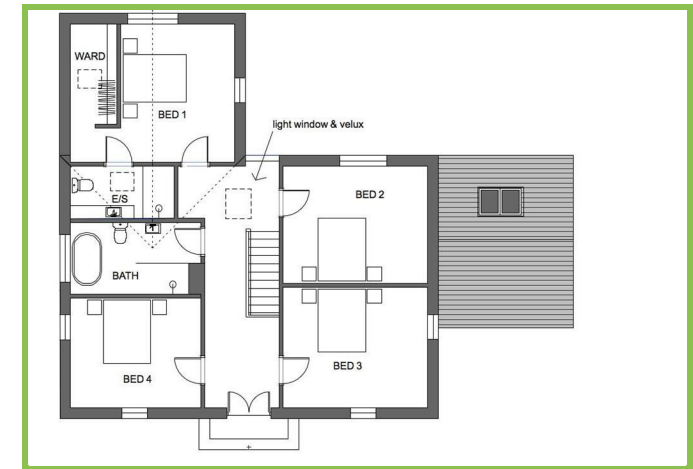 WARD
BED 1
light window & velux
E/S
BED 2
BATH
BED 4
BED 3